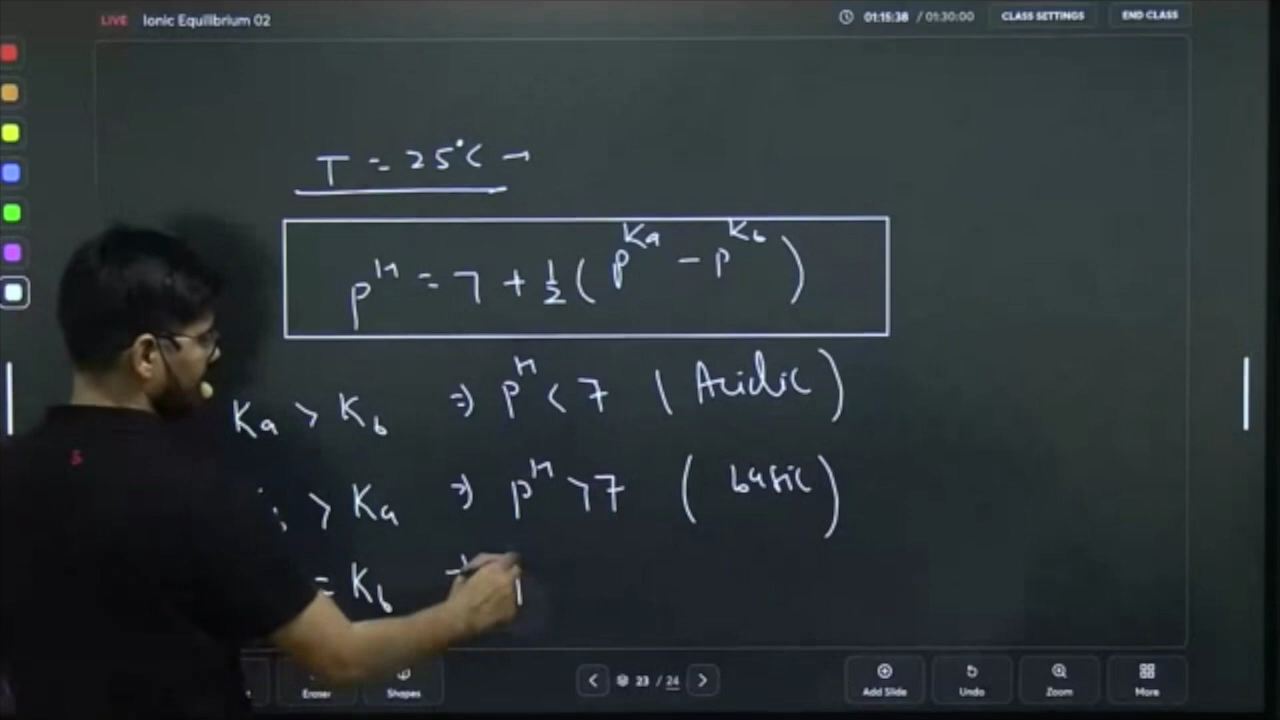 LIVE Ionic Equilibrium 02 01:15:38 / 01:30:00 CLASS SETTINGS END CLASS
T = 25°C →
pH = 7 + 1/2 (pKa - pKb)
Ka > Kb ⇒ pH < 7 (Acidic)
> Ka ⇒ pH > 7 (basic)
= Kb
Eraser Shapes 23 / 24 Add Slide Undo Zoom More